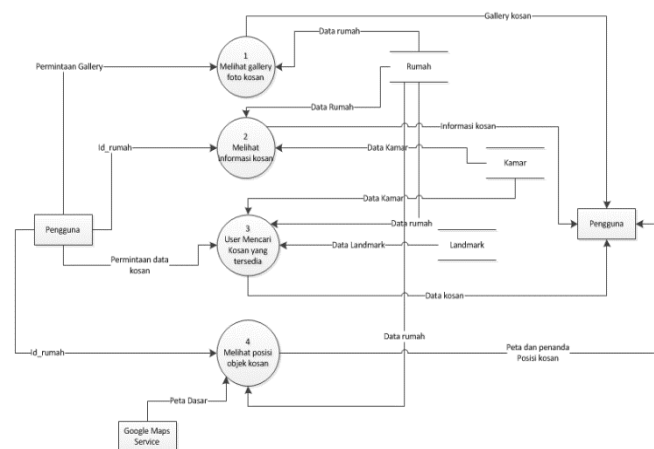 Gallery kosan
Data rumah
1
Melihat gallery
foto kosan
Permintaan Gallery
Rumah
Data Rumah
Id_rumah
2
Melihat
informasi kosan
Informasi kosan
Data Kamar
Kamar
Data Kamar
Pengguna
3
User Mencari
Kosan yang
tersedia
Data rumah
Data Landmark
Landmark
Pengguna
Permintaan data
kosan
Data kosan
Data rumah
Id_rumah
4
Melihat posisi
objek kosan
Peta dan penanda
Posisi kosan
Peta Dasar
Google Maps
Service